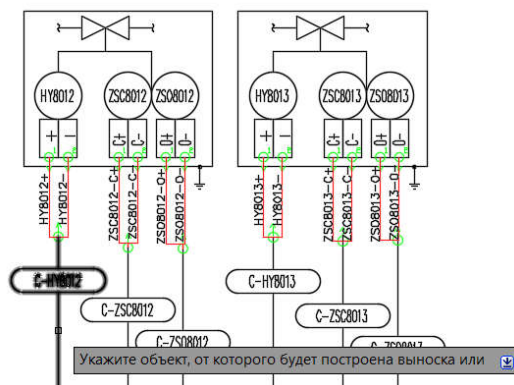 HY8012 ZSC8012 ZSO8012 HY8013 ZSC8013 ZSO8013
+ – C+ C- O+ O- + – C+ C- O+ O-
HY8012+ HY8012- ZSC8012-C+ ZSC8012-C- ZSO8012-O+ ZSO8012-O- HY8013+ HY8013- ZSC8013-C+ ZSC8013-C- ZSO8013-O+ ZSO8013-O-
C-HY8012 C-HY8013
C-ZSC8012 C-ZSC8013
C-ZSO8012
Укажите объект, от которого будет построена выноска или